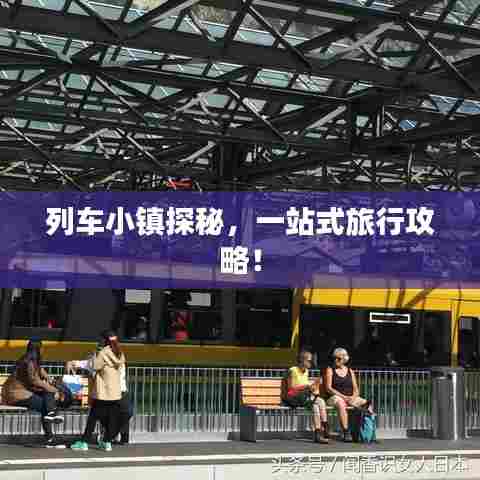 列车小镇探秘，一站式旅行攻
略！
头条号/闻香识女人日本